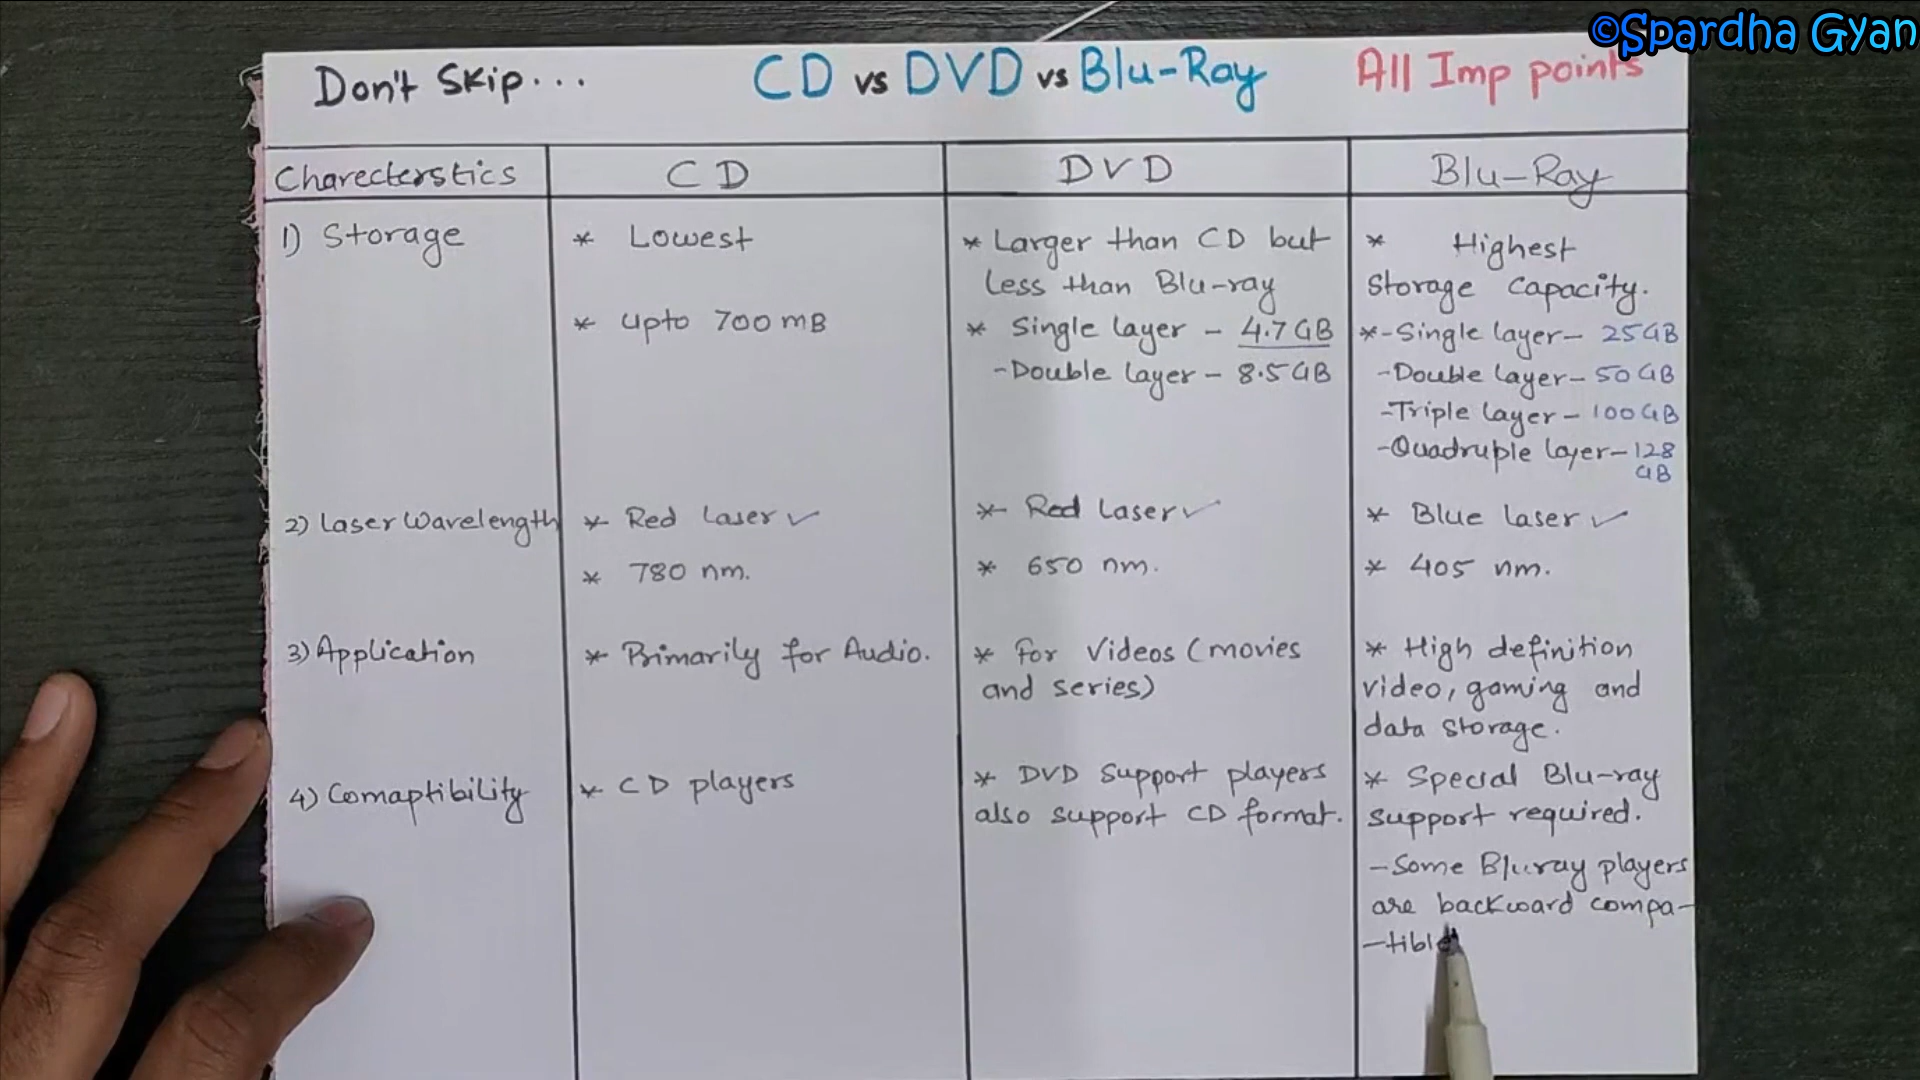 ©Spardha Gyan
Don't Skip... CD vs DVD vs Blu-Ray All Imp points
Charecterstics CD DVD Blu-Ray
1) Storage
* Lowest
* Upto 700 MB
* Larger than CD but
less than Blu-ray
* Single layer - 4.7 GB
-Double layer - 8.5 GB
* Highest
Storage capacity.
*-Single layer- 25GB
-Double layer- 50 GB
-Triple layer- 100GB
-Quadruple layer-128
GB
2) Laser Wavelength
* Red Laser ✓
* 780 nm.
* Red Laser ✓
* 650 nm.
* Blue laser ✓
* 405 nm.
3) Application
* Primarily for Audio.
* For Videos (movies
and series)
* High definition
video, gaming and
data storage.
4) Comaptibility
* CD players
* DVD support players
also support CD format.
* Special Blu-ray
support required.
-Some Bluray players
are backward compa-
-tible